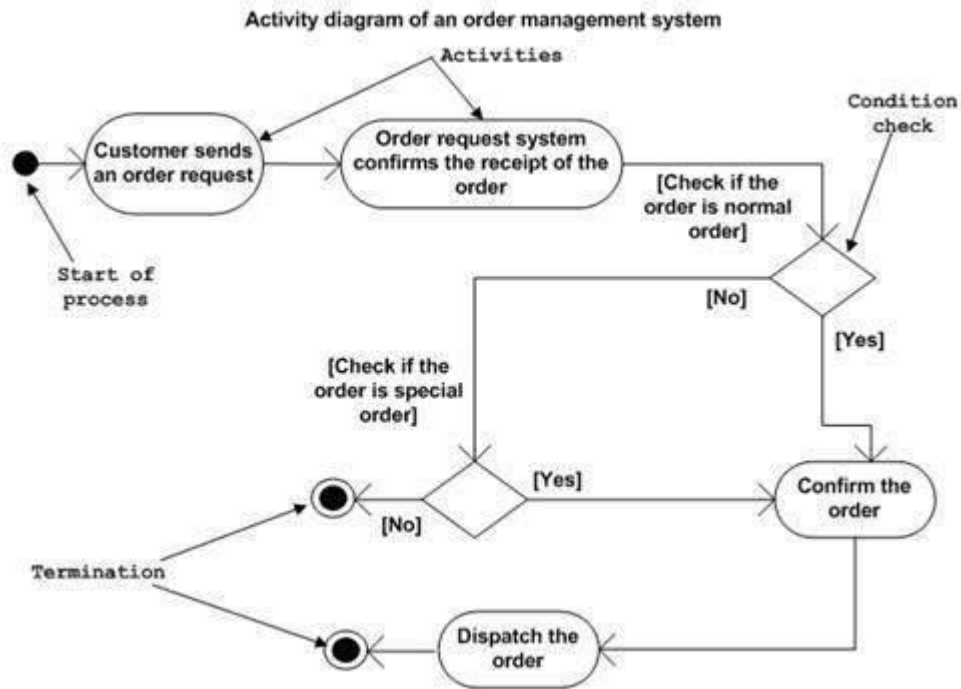 Activity diagram of an order management system
Activities
Condition
check
Customer sends
an order request
Order request system
confirms the receipt of the
order
[Check if the
order is normal
order]
Start of
process
[No]
[Yes]
[Check if the
order is special
order]
[Yes]
[No]
Confirm the
order
Termination
Dispatch the
order